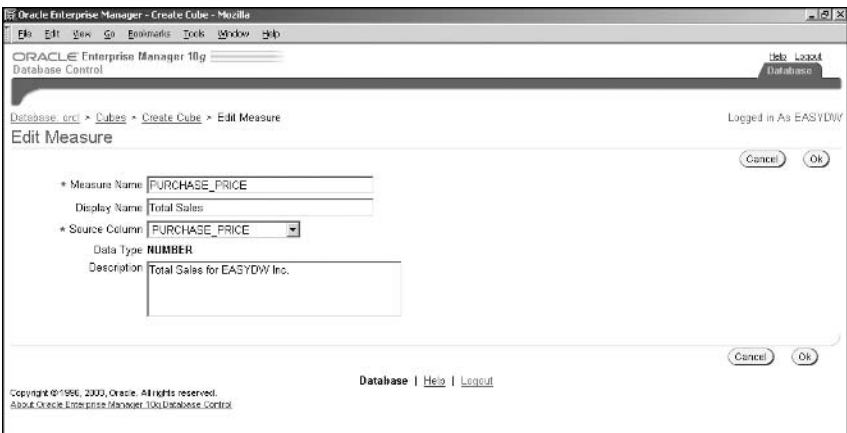 Oracle Enterprise Manager - Create Cube - Mozilla
File Edit View Go Bookmarks Tools Window Help
ORACLE Enterprise Manager 10g
Database Control
Help Logout
Database
Database: orcl > Cubes > Create Cube > Edit Measure
Logged in As EASYDW
Edit Measure
Cancel Ok
* Measure Name PURCHASE_PRICE
Display Name Total Sales
* Source Column PURCHASE_PRICE
Data Type NUMBER
Description Total Sales for EASYDW Inc.
Cancel Ok
Database | Help | Logout
Copyright © 1996, 2003, Oracle. All rights reserved.
About Oracle Enterprise Manager 10g Database Control